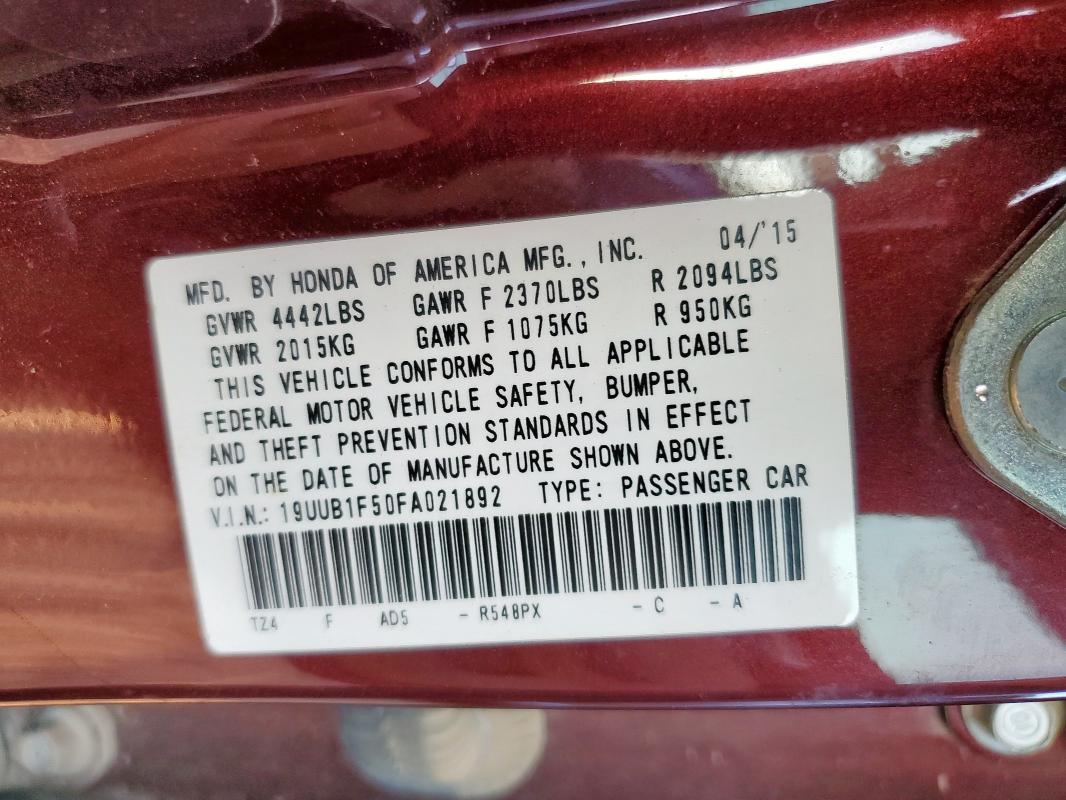 MFD. BY HONDA OF AMERICA MFG., INC. 04/'15
GVWR 4442LBS GAWR F 2370LBS R 2094LBS
GVWR 2015KG GAWR F 1075KG R 950KG
THIS VEHICLE CONFORMS TO ALL APPLICABLE
FEDERAL MOTOR VEHICLE SAFETY, BUMPER,
AND THEFT PREVENTION STANDARDS IN EFFECT
ON THE DATE OF MANUFACTURE SHOWN ABOVE.
V.I.N.: 19UUB1F50FA021892 TYPE: PASSENGER CAR
TZ4 F AD5 - R548PX - C - A